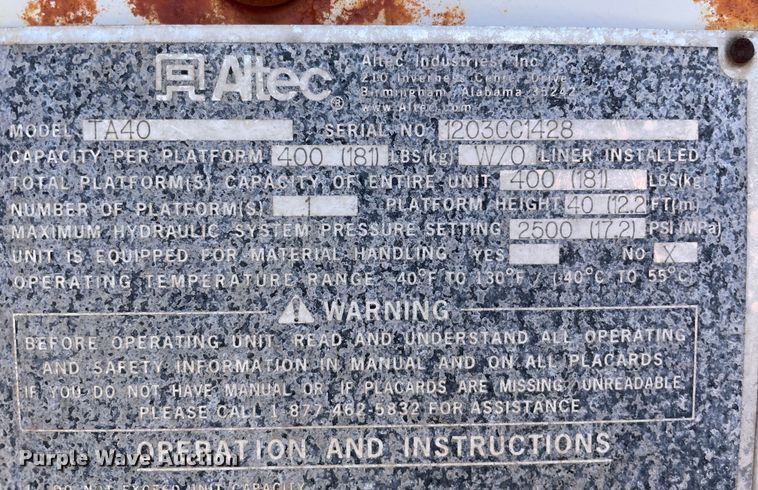 Altec® Altec Industries, Inc.
210 Inverness Center Drive
Birmingham, Alabama 35242
www.Altec.com
MODEL TA40 SERIAL NO 1203CC1428
CAPACITY PER PLATFORM 400 (181) LBS(kg) W/O LINER INSTALLED
TOTAL PLATFORM(S) CAPACITY OF ENTIRE UNIT 400 (181) LBS(kg)
NUMBER OF PLATFORM(S) 1 PLATFORM HEIGHT 40 (12.2 FT(m)
MAXIMUM HYDRAULIC SYSTEM PRESSURE SETTING 2500 (17.2) PSI (MPa)
UNIT IS EQUIPPED FOR MATERIAL HANDLING YES NO X
OPERATING TEMPERATURE RANGE -40°F TO 130°F / (-40°C TO 55°C
WARNING
BEFORE OPERATING UNIT READ AND UNDERSTAND ALL OPERATING
AND SAFETY INFORMATION IN MANUAL AND ON ALL PLACARDS
IF YOU DO NOT HAVE MANUAL OR IF PLACARDS ARE MISSING/UNREADABLE
PLEASE CALL 1-877-462-5832 FOR ASSISTANCE
OPERATION AND INSTRUCTIONS
Purple Wave Auction
DO NOT EXCEED UNIT CAPACITY